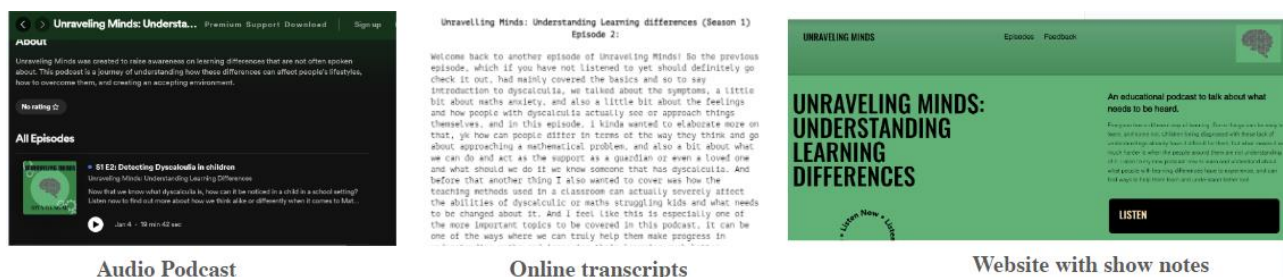 Unraveling Minds: Understa... Premium Support Download Sign up
About
Unraveling Minds was created to raise awareness on learning differences that are not often spoken
about. This podcast is a journey of understanding how these differences can affect people's lifestyles,
how to overcome them, and creating an accepting environment.
No rating ☆
All Episodes
S1 E2: Detecting Dyscalculia in children
Unraveling Minds: Understanding Learning Differences
Now that we know what dyscalculia is, how can it be noticed in a child in a school setting?
Listen now to find out more about how we think alike or differently when it comes to Mat...
Jan 4 · 19 min 42 sec
Audio Podcast
Unravelling Minds: Understanding Learning differences (Season 1)
Episode 2:
Welcome back to another episode of Unraveling Minds! So the previous
episode, which if you have not listened to yet should definitely go
check it out, had mainly covered the basics and so to say
introduction to dyscalculia, we talked about the symptoms, a little
bit about maths anxiety, and also a little bit about the feelings
and how people with dyscalculia actually see or approach things
themselves, and in this episode, i kinda wanted to elaborate more on
that, yk how can people differ in terms of the way they think and go
about approaching a mathematical problem, and also a bit about what
we can do and act as the support as a guardian or even a loved one
and what should we do if we know someone that has dyscalculia. And
before that another thing I also wanted to cover was how the
teaching methods used in a classroom can actually severely affect
the abilities of dyscalculic or maths struggling kids and what needs
to be changed about it. And I feel like this is especially one of
the more important topics to be covered in this podcast, it can be
one of the ways where we can truly help them make progress in
Online transcripts
UNRAVELING MINDS Episodes Feedback
UNRAVELING MINDS:
UNDERSTANDING
LEARNING
DIFFERENCES
Listen Now • Listen
An educational podcast to talk about what
needs to be heard.
LISTEN
Website with show notes